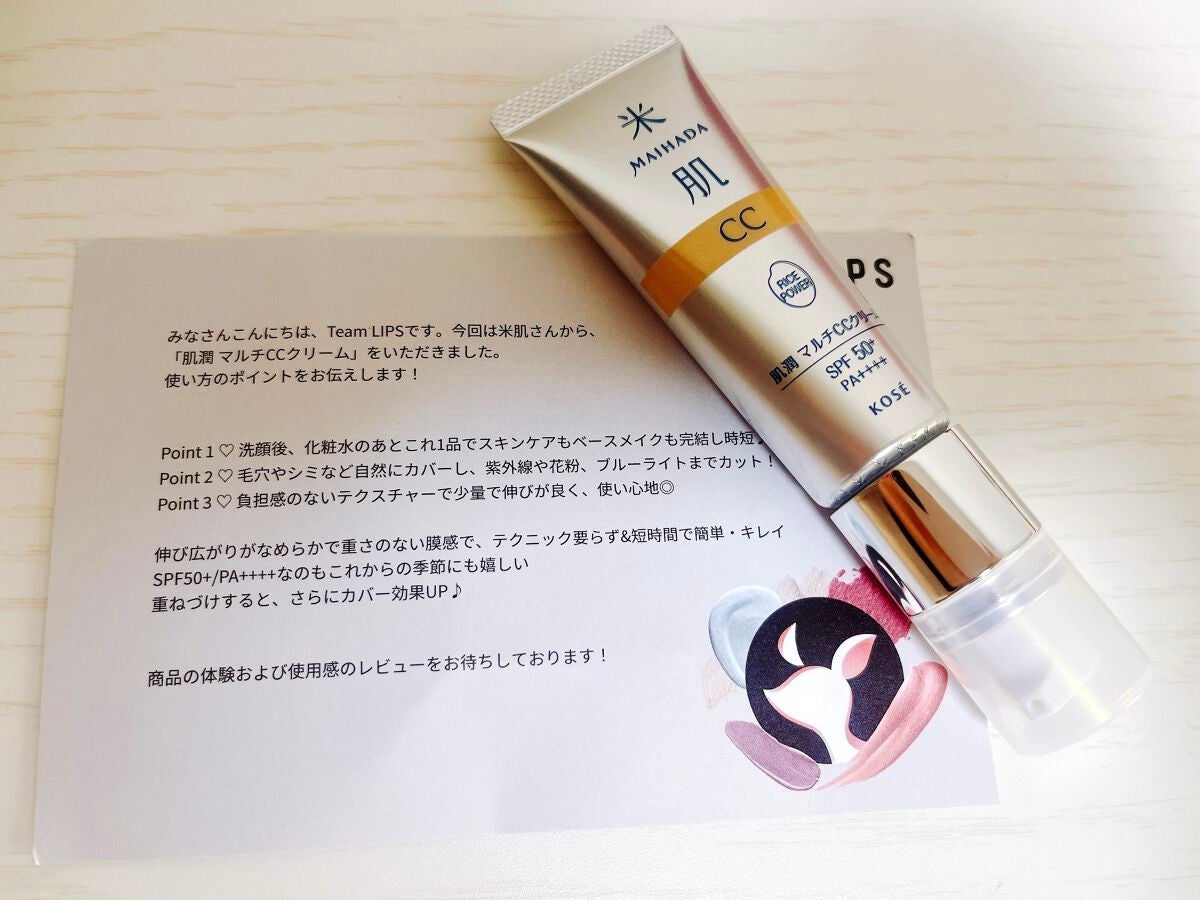 米
MAIHADA
肌
CC
RICE
POWER
肌潤 マルチCCクリーム
SPF 50+
PA++++
KOSÉ
PS
みなさんこんにちは、Team LIPSです。今回は米肌さんから、
「肌潤 マルチCCクリーム」をいただきました。
使い方のポイントをお伝えします！
Point 1 ♡ 洗顔後、化粧水のあとこれ1品でスキンケアもベースメイクも完結し時短♪
Point 2 ♡ 毛穴やシミなど自然にカバーし、紫外線や花粉、ブルーライトまでカット！
Point 3 ♡ 負担感のないテクスチャーで少量で伸びが良く、使い心地◎
伸び広がりがなめらかで重さのない膜感で、テクニック要らず&短時間で簡単・キレイ
SPF50+/PA++++なのもこれからの季節にも嬉しい
重ねづけすると、さらにカバー効果UP♪
商品の体験および使用感のレビューをお待ちしております！